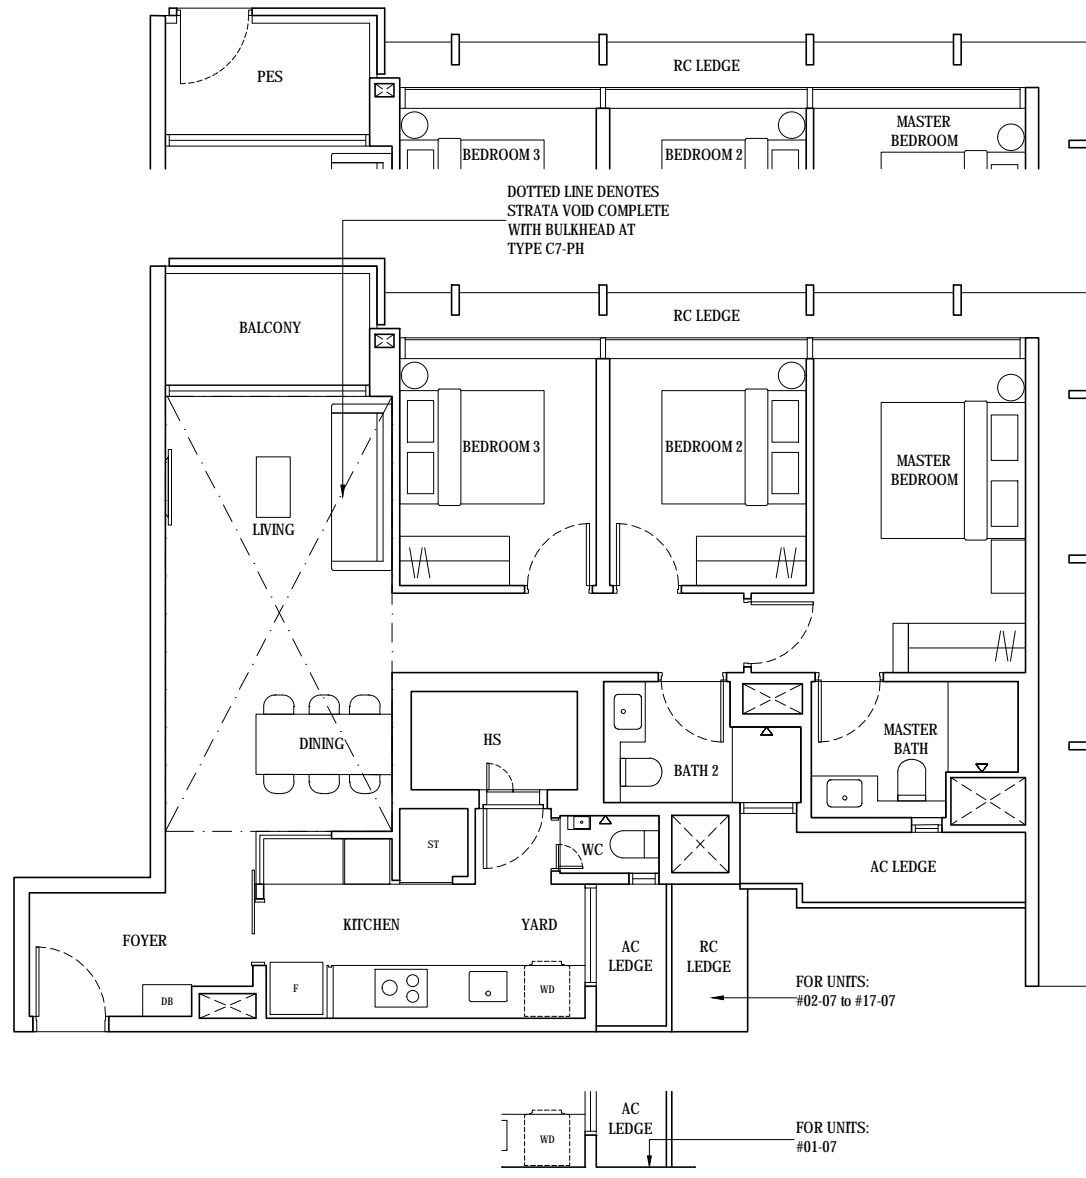 PES
RC LEDGE
MASTER
BEDROOM
BEDROOM 3
BEDROOM 2
DOTTED LINE DENOTES
STRATA VOID COMPLETE
WITH BULKHEAD AT
TYPE C7-PH
BALCONY
RC LEDGE
BEDROOM 3
BEDROOM 2
MASTER
BEDROOM
LIVING
DINING
HS
BATH 2
MASTER
BATH
ST
WC
AC LEDGE
FOYER
KITCHEN
YARD
AC
LEDGE
RC
LEDGE
DB
F
WD
FOR UNITS:
#02-07 to #17-07
AC
LEDGE
WD
FOR UNITS:
#01-07